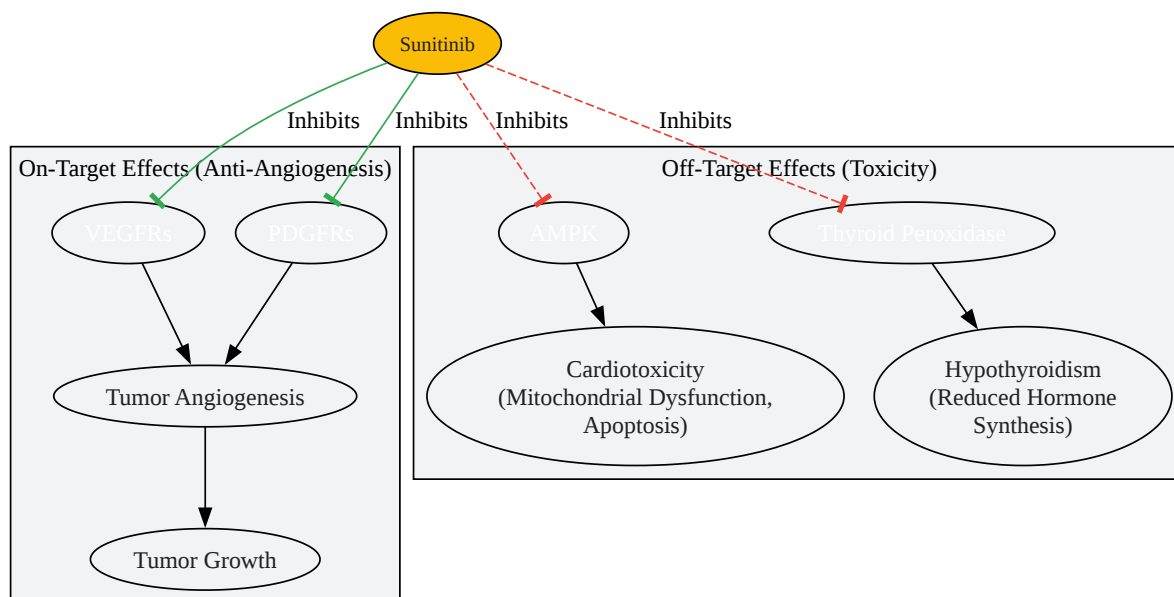 Sunitinib
Inhibits
Inhibits
Inhibits
Inhibits
On-Target Effects (Anti-Angiogenesis)
VEGFRs
PDGFRs
Tumor Angiogenesis
Tumor Growth
Off-Target Effects (Toxicity)
AMPK
Thyroid Peroxidase
Cardiotoxicity
(Mitochondrial Dysfunction,
Apoptosis)
Hypothyroidism
(Reduced Hormone
Synthesis)